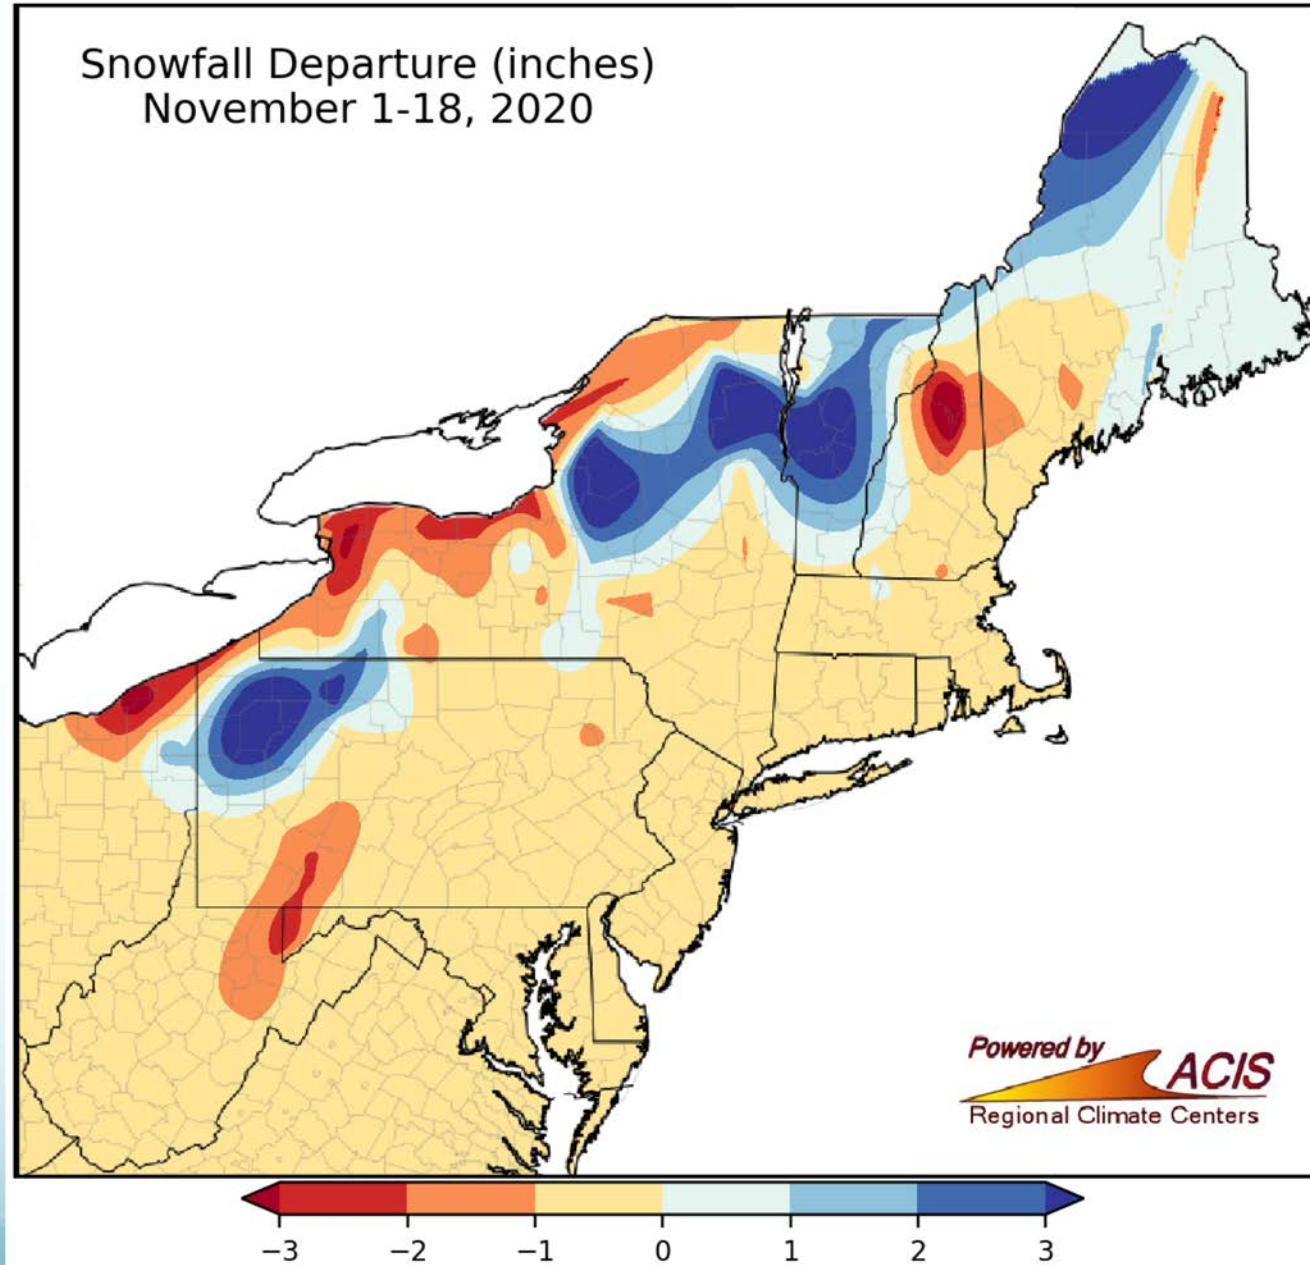 Snowfall Departure (inches)
November 1-18, 2020
Powered by
ACIS
Regional Climate Centers
−3 −2 −1 0 1 2 3